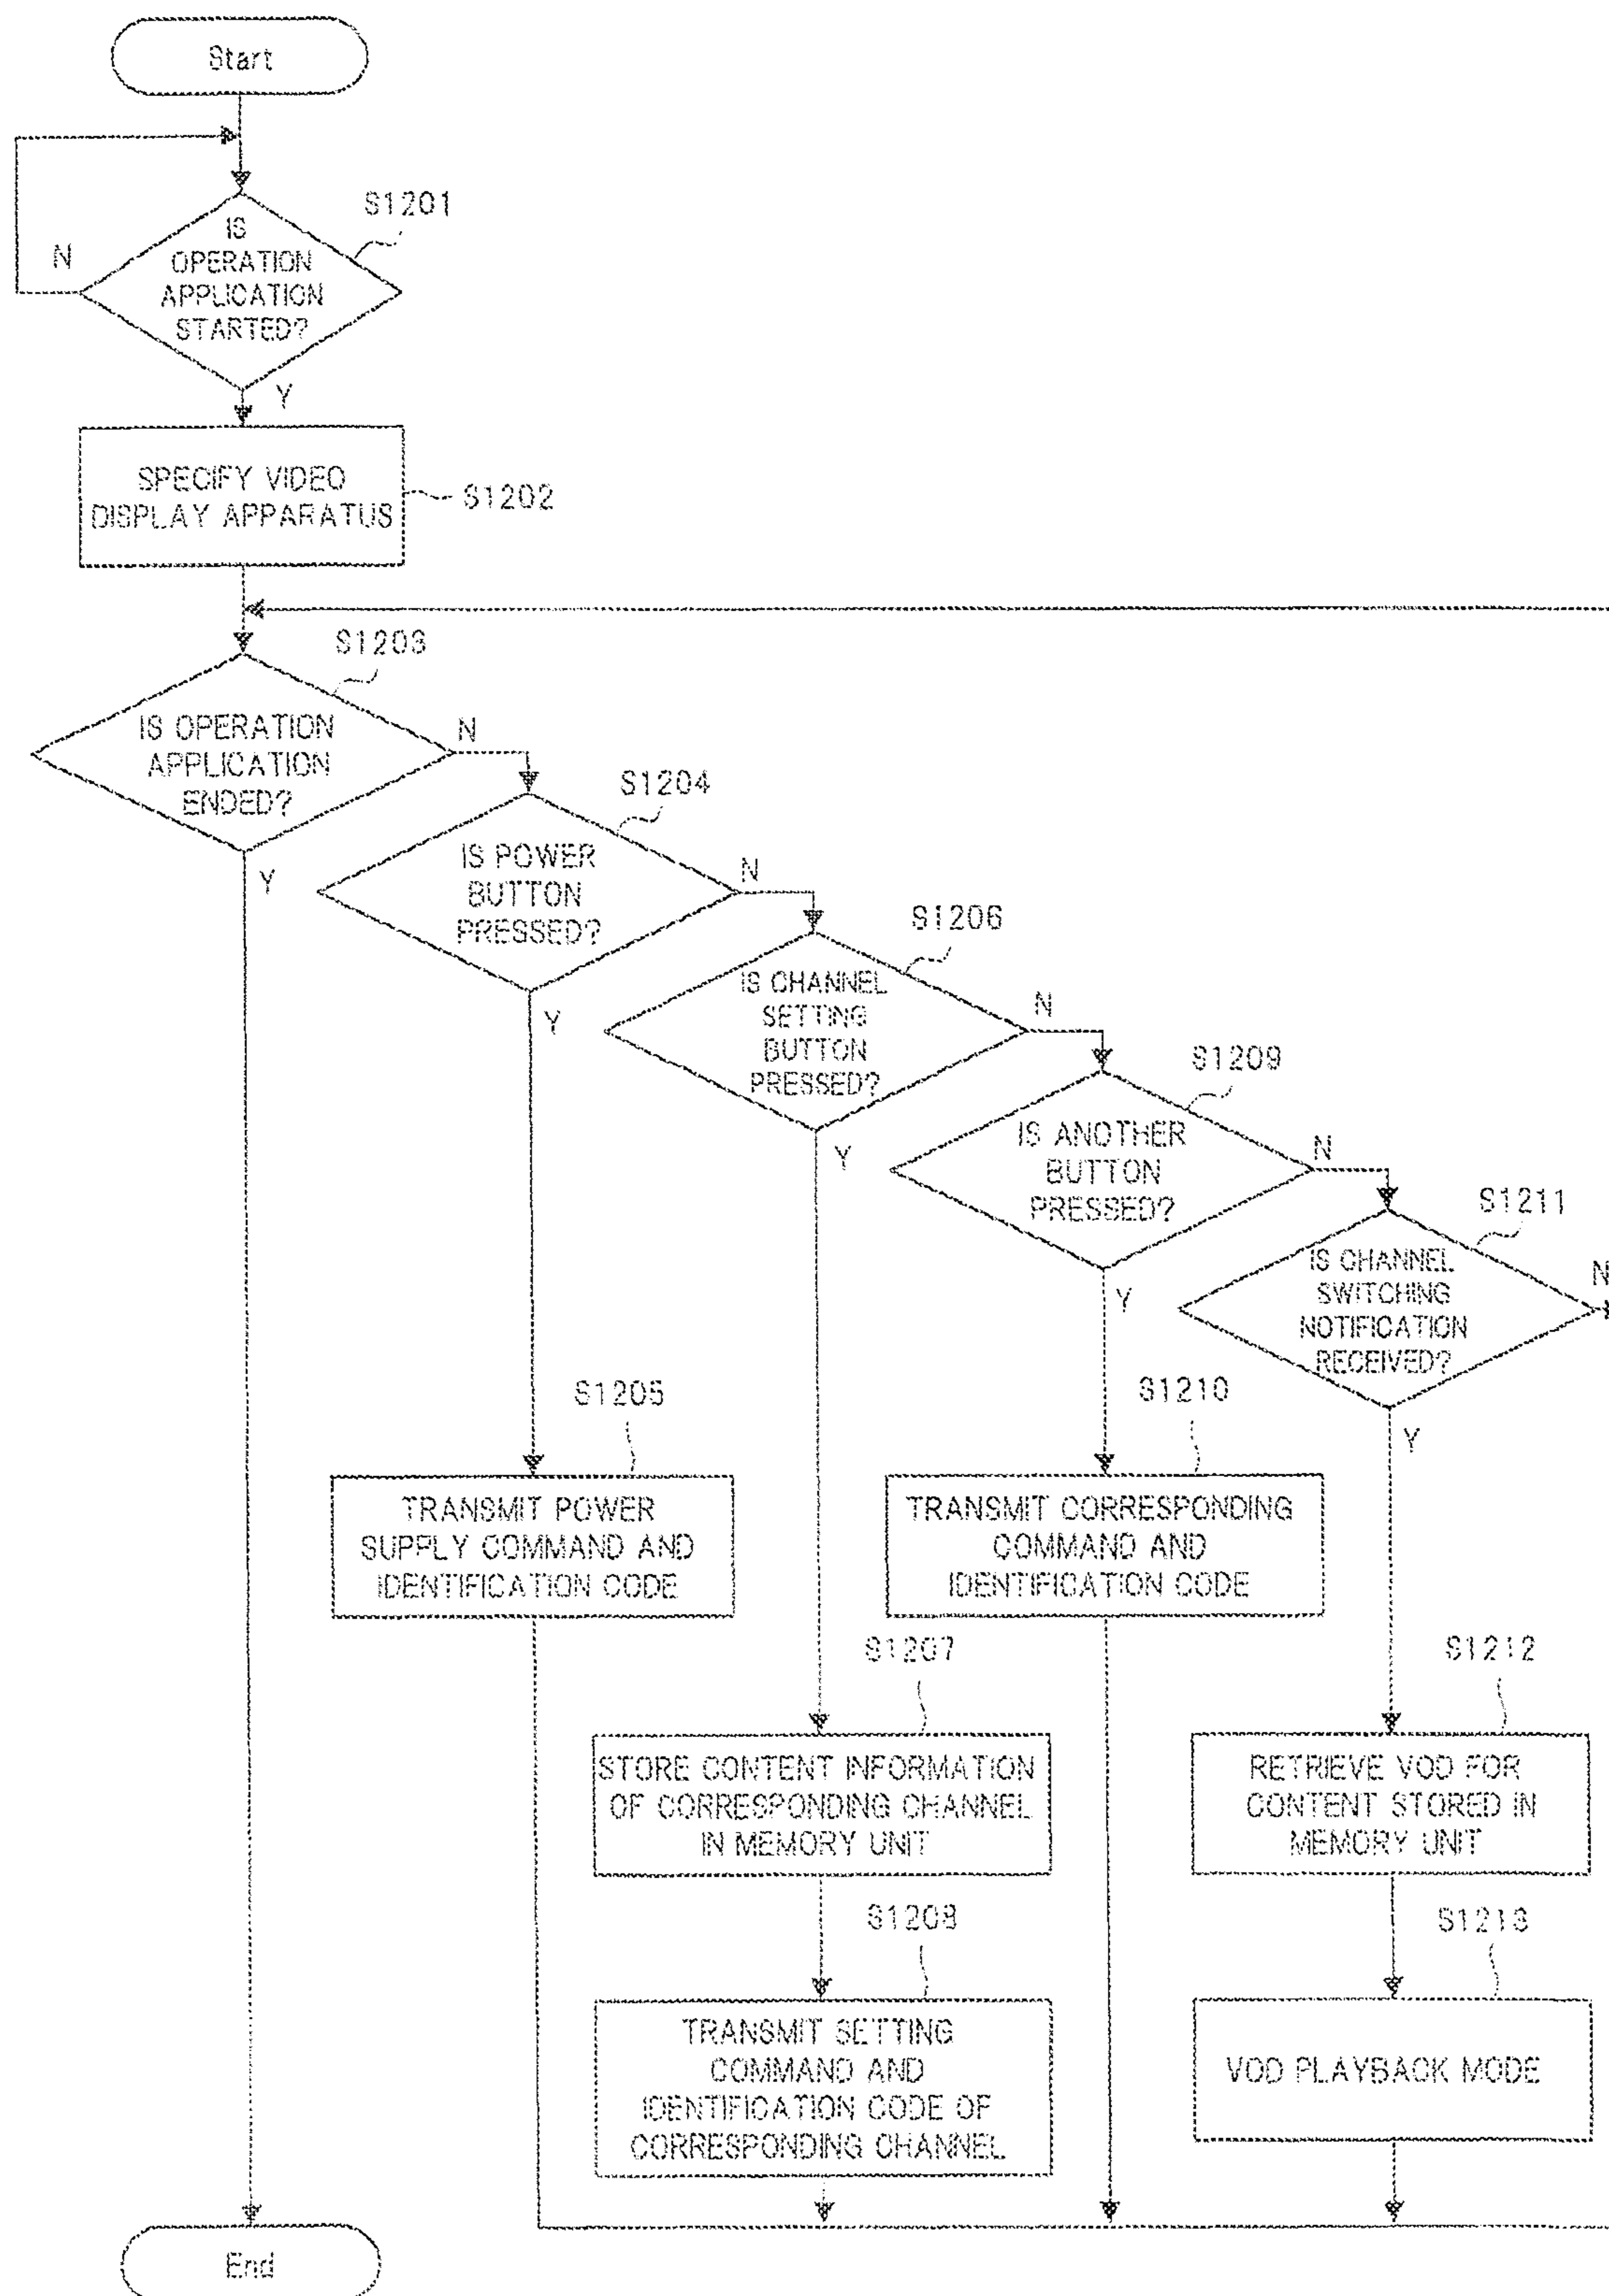 Start
S1201
IS
OPERATION
APPLICATION
STARTED?
N
Y
SPECIFY VIDEO
DISPLAY APPARATUS
S1202
S1203
IS OPERATION
APPLICATION
ENDED?
N
Y
S1204
IS POWER
BUTTON
PRESSED?
N
Y
S1206
IS CHANNEL
SETTING
BUTTON
PRESSED?
N
Y
S1209
IS ANOTHER
BUTTON
PRESSED?
N
Y
S1211
IS CHANNEL
SWITCHING
NOTIFICATION
RECEIVED?
N
Y
S1205
TRANSMIT POWER
SUPPLY COMMAND AND
IDENTIFICATION CODE
S1210
TRANSMIT CORRESPONDING
COMMAND AND
IDENTIFICATION CODE
S1207
STORE CONTENT INFORMATION
OF CORRESPONDING CHANNEL
IN MEMORY UNIT
S1212
RETRIEVE VOD FOR
CONTENT STORED IN
MEMORY UNIT
S1208
TRANSMIT SETTING
COMMAND AND
IDENTIFICATION CODE OF
CORRESPONDING CHANNEL
S1213
VOD PLAYBACK MODE
End